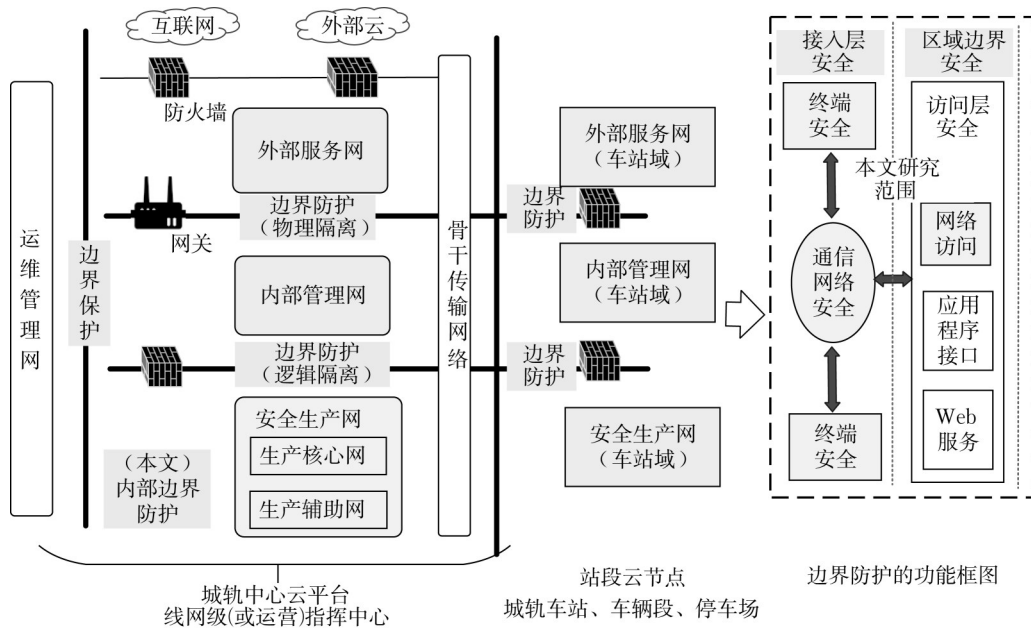 互联网
外部云
防火墙
运维管理网
边界保护
外部服务网
网关
边界防护
（物理隔离）
内部管理网
边界防护
（逻辑隔离）
安全生产网
生产核心网
生产辅助网
（本文）
内部边界
防护
骨干传输网络
城轨中心云平台
线网级(或运营)指挥中心
外部服务网
（车站域）
边界
防护
内部管理网
（车站域）
边界
防护
安全生产网
（车站域）
站段云节点
城轨车站、车辆段、停车场
接入层
安全
终端
安全
本文研究
范围
通信
网络
安全
终端
安全
区域边界
安全
访问层
安全
网络
访问
应用
程序
接口
Web
服务
边界防护的功能框图